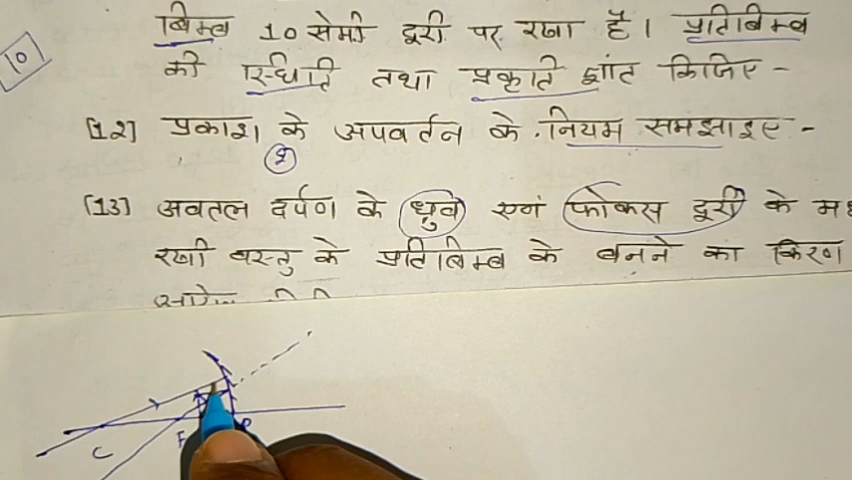 बिम्ब 10 सेमी दूरी पर रखा है। प्रतिबिम्ब
10
की स्थिति तथा प्रकृति ज्ञात किजिए -
[12] प्रकाश के अपवर्तन के नियम समझाइए -
2
[13] अवतल दर्पण के ध्रुव एवं फोकस दूरी के
रखी वस्तु के प्रतिबिम्ब के बनने का किरण
C F P